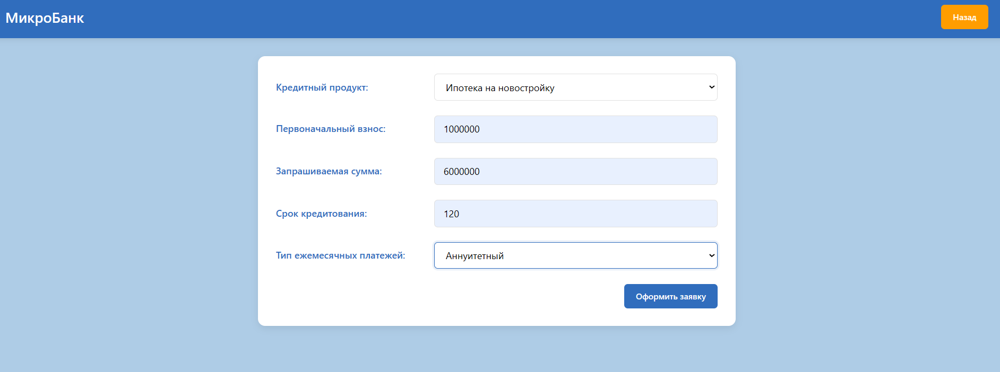 МикроБанк
Назад
Кредитный продукт:
Ипотека на новостройку
Первоначальный взнос:
1000000
Запрашиваемая сумма:
6000000
Срок кредитования:
120
Тип ежемесячных платежей:
Аннуитетный
Оформить заявку